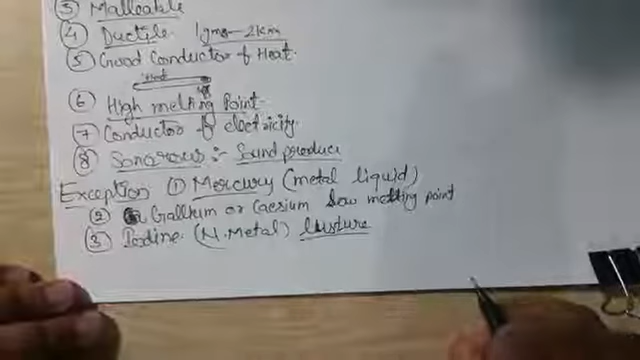 ③ Malleable
④ Ductile 1gm - 2km
⑤ Good Conductor of Heat.
⑥ High melting Point.
⑦ Conductor of electricity.
⑧ Sonorous :- Sound produce
Exception ① Mercury (metal liquid)
② Gallium or Caesium low melting point
③ Iodine (N.Metal) Lusture